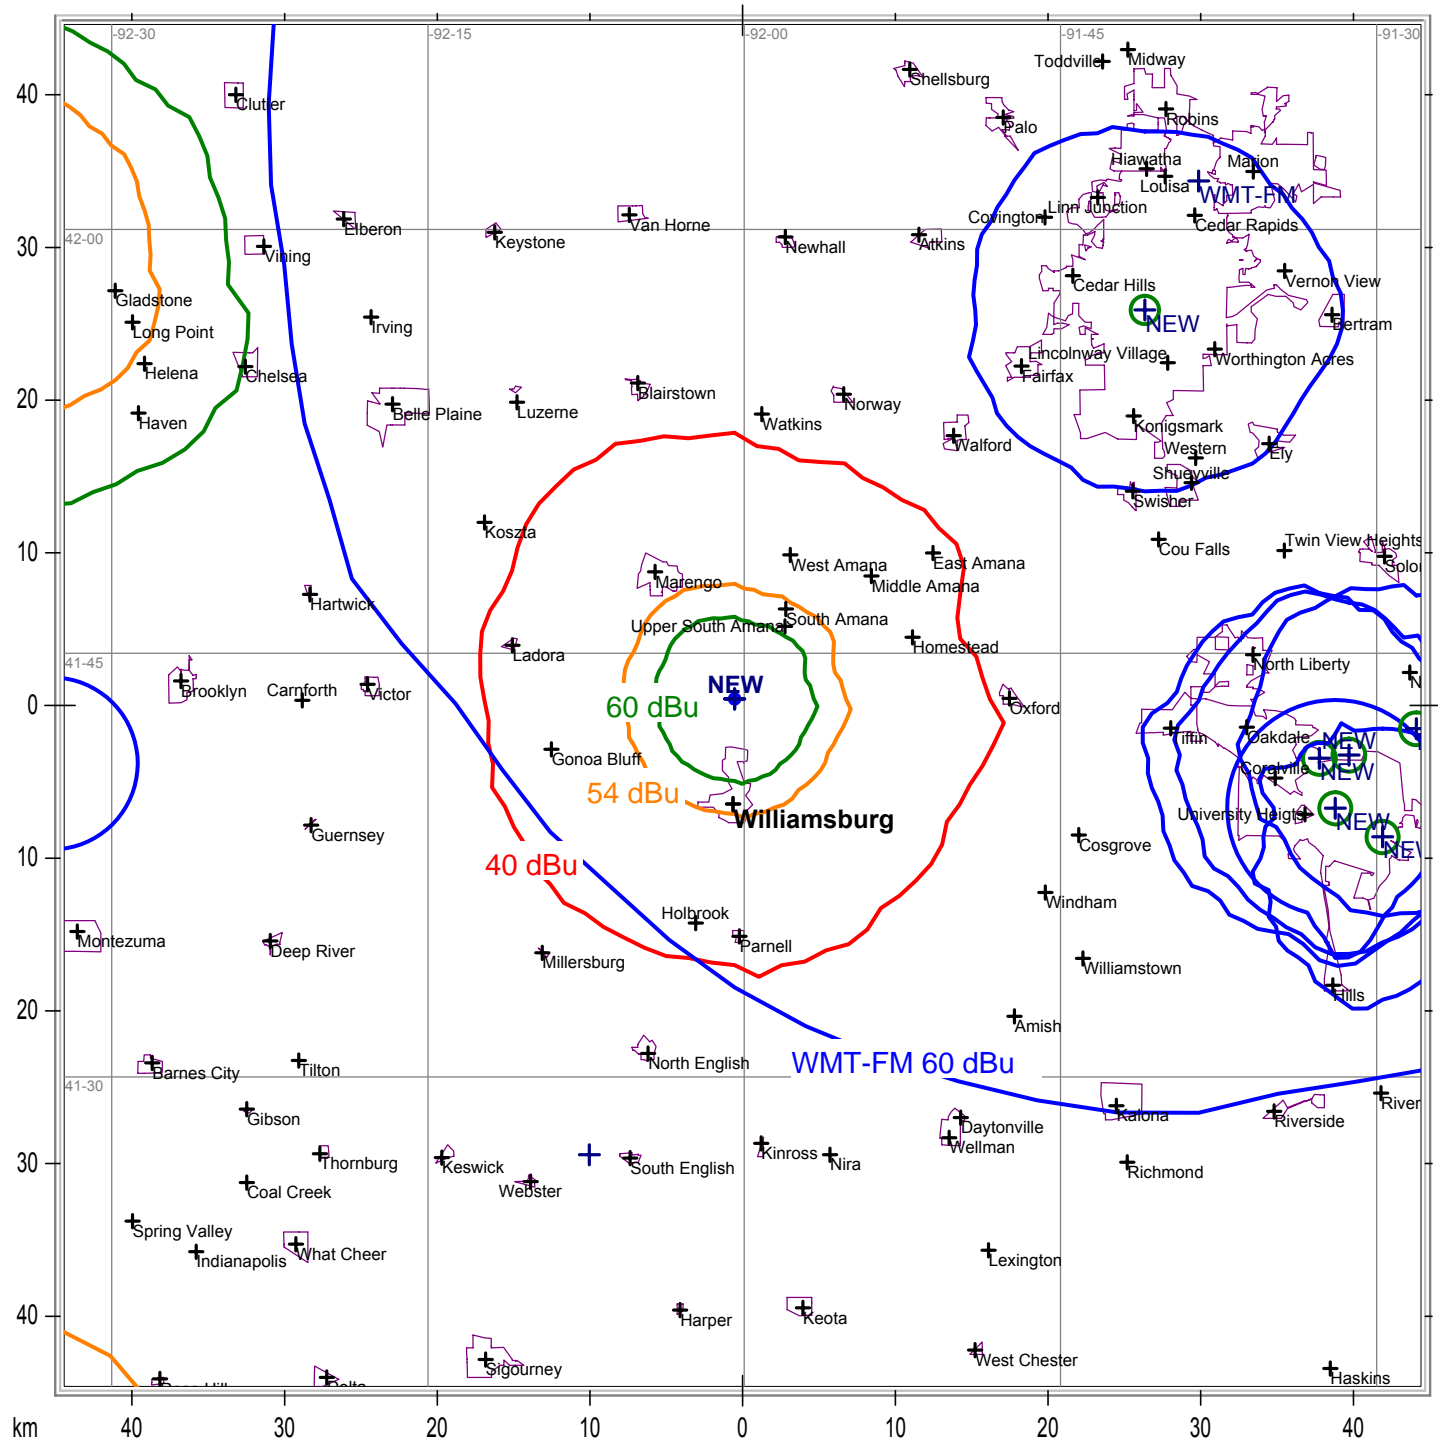 -92-30
-92-15
-92-00
-91-45
-91-30
Toddville
Midway
Shellsburg
40
Clutier
Robins
Palo
Hiawatha
Marion
Louisa
WMT-FM
Linn Junction
Covington
Cedar Rapids
Elberon
Van Horne
Keystone
Atkins
42-00
30
Newhall
Vining
Cedar Hills
Vernon View
Gladstone
Irving
Long Point
NEW
Bertram
Helena
Chelsea
Lincolnway Village
Worthington Acres
Fairfax
Blairstown
20
Haven
Belle Plaine
Luzerne
Norway
Watkins
Konigsmark
Walford
Western
Ely
Shueyville
Swisher
Koszta
Cou Falls
Twin View Heights
10
West Amana
East Amana
Marengo
Middle Amana
Hartwick
South Amana
Upper South Amana
Homestead
Ladora
41-45
North Liberty
NEW
Brooklyn
Carnforth
Victor
0
60 dBu
Oxford
Tiffin
Oakdale
NEW
Gonoa Bluff
Coralville
NEW
54 dBu
Williamsburg
University Heigts
NEW
Guernsey
Cosgrove
10
40 dBu
Windham
Holbrook
Montezuma
Deep River
Parnell
Millersburg
Williamstown
Hills
20
Amish
WMT-FM 60 dBu
North English
Barnes City
Tilton
41-30
Gibson
Kalona
River
Riverside
Daytonville
Wellman
30
Thornburg
Keswick
South English
Kinross
Nira
Richmond
Coal Creek
Webster
Spring Valley
Indianapolis
What Cheer
Lexington
40
Harper
Keota
Sigourney
West Chester
Haskins
km
40
30
20
10
0
10
20
30
40